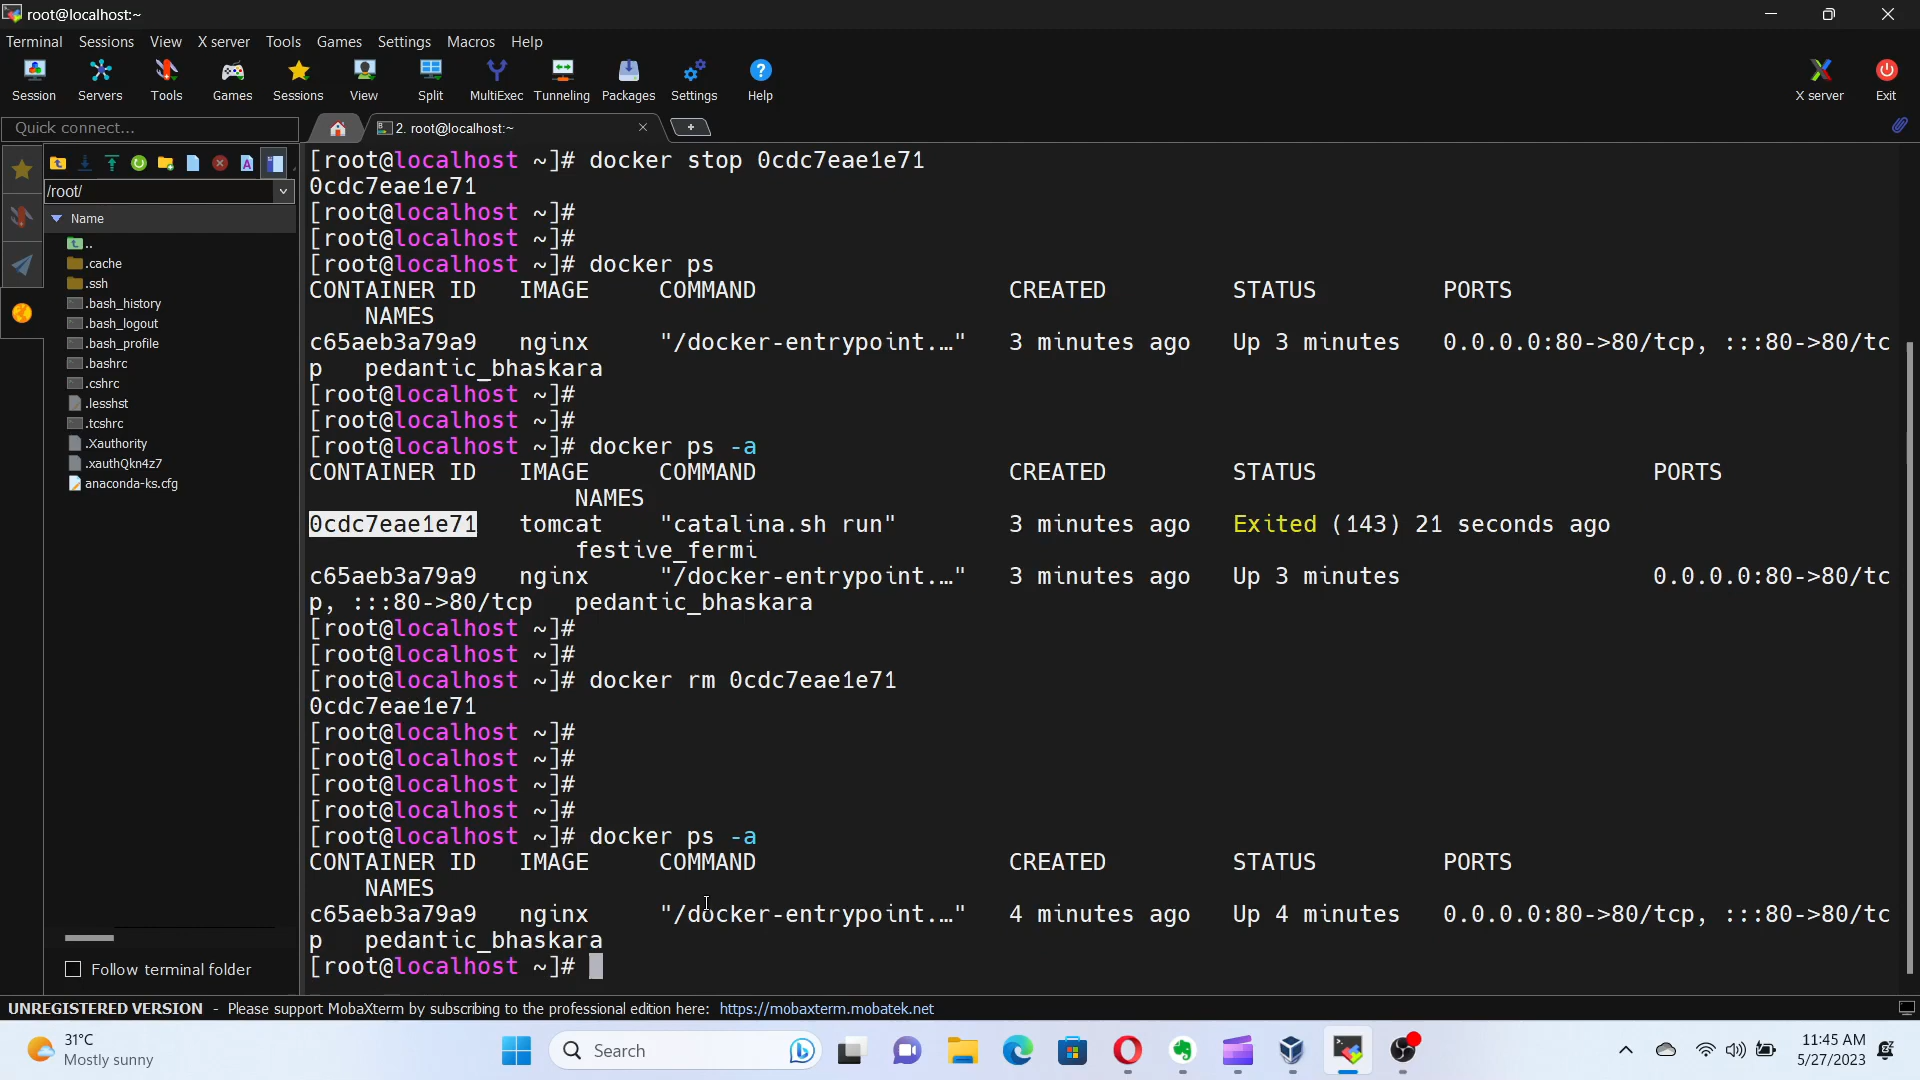 root@localhost:~
Terminal Sessions View X server Tools Games Settings Macros Help
Session Servers Tools Games Sessions View Split MultiExec Tunneling Packages Settings Help X server Exit
Quick connect...
2. root@localhost:~
/root/
Name
..
.cache
.ssh
.bash_history
.bash_logout
.bash_profile
.bashrc
.cshrc
.lesshst
.tcshrc
.Xauthority
.xauthQkn4z7
anaconda-ks.cfg
Follow terminal folder
[root@localhost ~]# docker stop 0cdc7eae1e71
0cdc7eae1e71
[root@localhost ~]#
[root@localhost ~]#
[root@localhost ~]# docker ps
CONTAINER ID IMAGE COMMAND CREATED STATUS PORTS
NAMES
c65aeb3a79a9 nginx "/docker-entrypoint.…" 3 minutes ago Up 3 minutes 0.0.0.0:80->80/tcp, :::80->80/tc
p pedantic_bhaskara
[root@localhost ~]#
[root@localhost ~]#
[root@localhost ~]# docker ps -a
CONTAINER ID IMAGE COMMAND CREATED STATUS PORTS
NAMES
0cdc7eae1e71 tomcat "catalina.sh run" 3 minutes ago Exited (143) 21 seconds ago
festive_fermi
c65aeb3a79a9 nginx "/docker-entrypoint.…" 3 minutes ago Up 3 minutes 0.0.0.0:80->80/tc
p, :::80->80/tcp pedantic_bhaskara
[root@localhost ~]#
[root@localhost ~]#
[root@localhost ~]# docker rm 0cdc7eae1e71
0cdc7eae1e71
[root@localhost ~]#
[root@localhost ~]#
[root@localhost ~]#
[root@localhost ~]#
[root@localhost ~]# docker ps -a
CONTAINER ID IMAGE COMMAND CREATED STATUS PORTS
NAMES
c65aeb3a79a9 nginx "/docker-entrypoint.…" 4 minutes ago Up 4 minutes 0.0.0.0:80->80/tcp, :::80->80/tc
p pedantic_bhaskara
[root@localhost ~]#
UNREGISTERED VERSION - Please support MobaXterm by subscribing to the professional edition here: https://mobaxterm.mobatek.net
31°C
Mostly sunny
Search
11:45 AM
5/27/2023